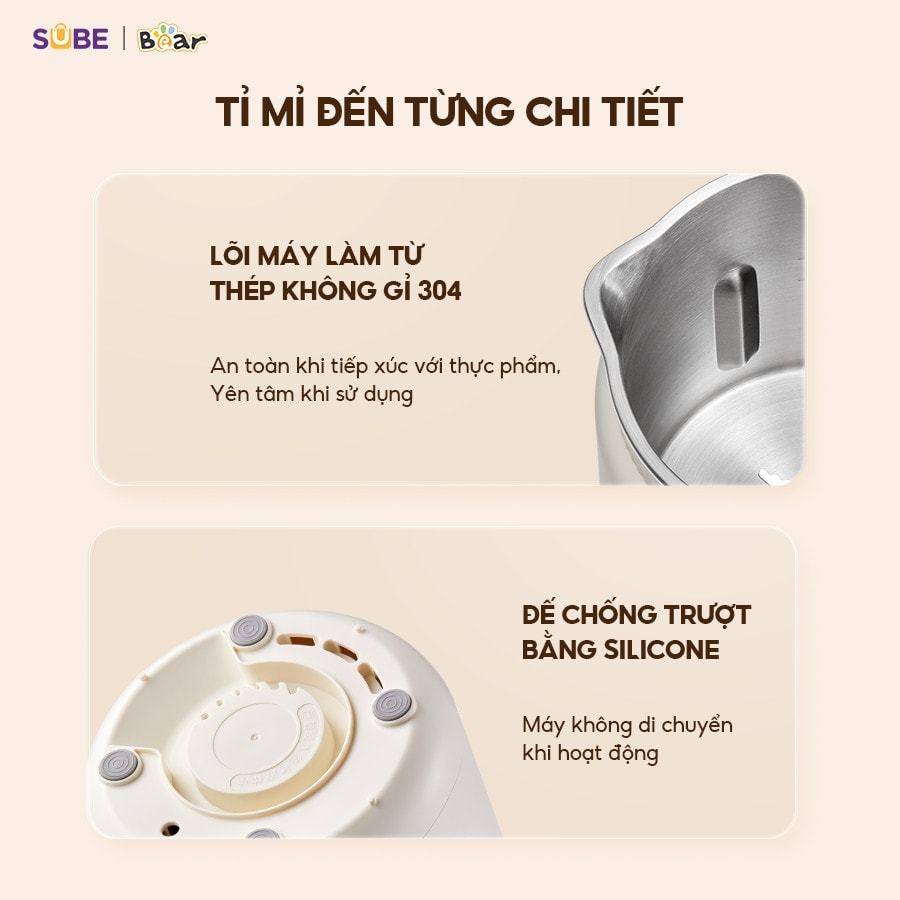 SUBE | Bear
TỈ MỈ ĐẾN TỪNG CHI TIẾT
LÕI MÁY LÀM TỪ
THÉP KHÔNG GỈ 304
An toàn khi tiếp xúc với thực phẩm,
Yên tâm khi sử dụng
ĐẾ CHỐNG TRƯỢT
BẰNG SILICONE
Máy không di chuyển
khi hoạt động